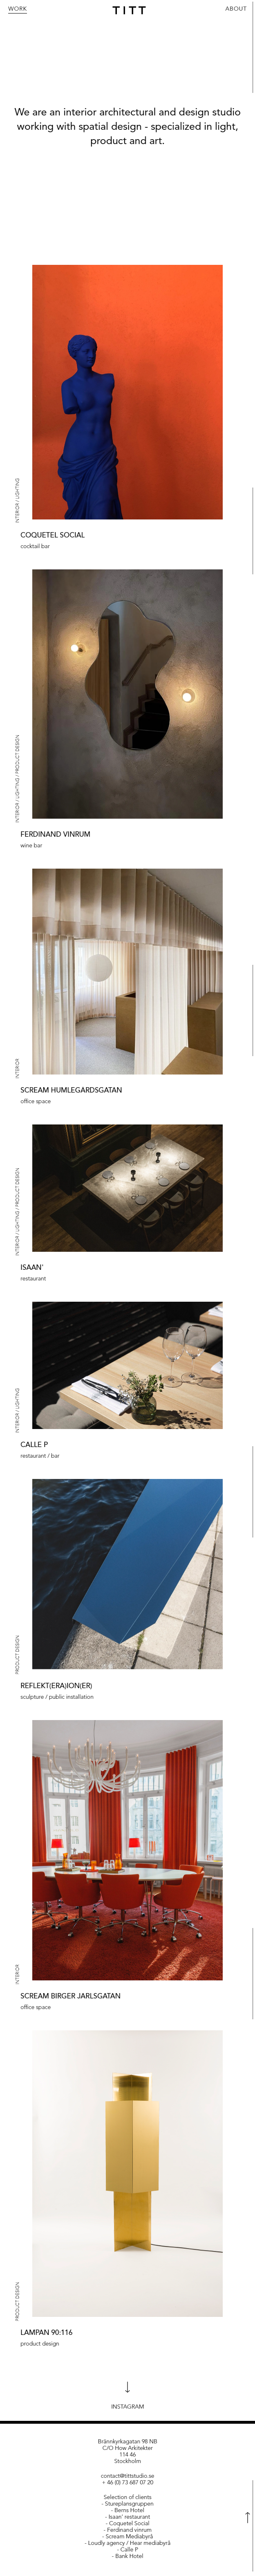 WORK
TITT
ABOUT
We are an interior architectural and design studio
working with spatial design - specialized in light,
product and art.
INTERIOR / LIGHTING
COQUETEL SOCIAL
cocktail bar
INTERIOR / LIGHTING / PRODUCT DESIGN
FERDINAND VINRUM
wine bar
INTERIOR
SCREAM HUMLEGARDSGATAN
office space
INTERIOR / LIGHTING / PRODUCT DESIGN
ISAAN'
restaurant
INTERIOR / LIGHTING
CALLE P
restaurant / bar
PRODUCT DESIGN
REFLEKT(ERA)ION(ER)
sculpture / public installation
INTERIOR
SCREAM BIRGER JARLSGATAN
office space
PRODUCT DESIGN
LAMPAN 90:116
product design
↓
INSTAGRAM
Brännkyrkagatan 98 NB
C/O How Arkitekter
114 46
Stockholm
contact@tittstudio.se
+ 46 (0) 73 687 07 20
Selection of clients
- Stureplansgruppen
- Berns Hotel
- Isaan' restaurant
- Coquetel Social
- Ferdinand vinrum
- Scream Mediabyrå
- Loudly agency / Hear mediabyrå
- Calle P
- Bank Hotel
↑